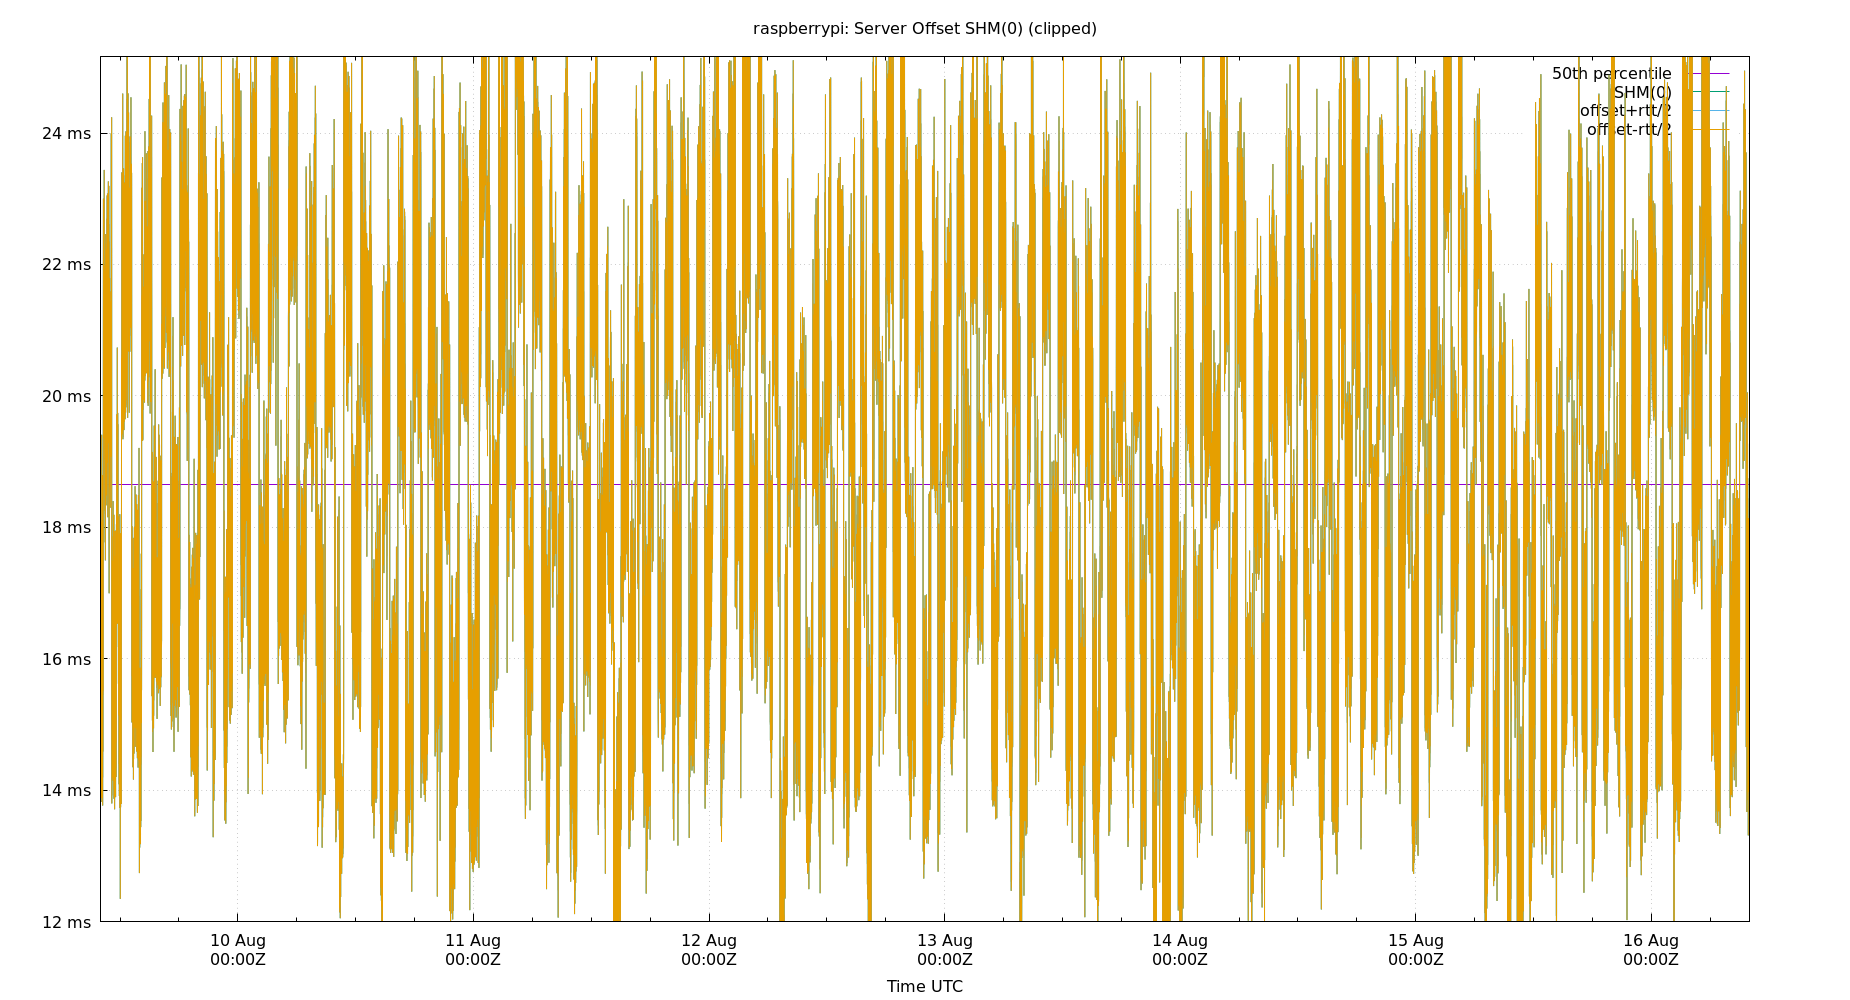 raspberrypi: Server Offset SHM(0) (clipped)
50th percentile
SHM(0)
offset+rtt/2
offset-rtt/2
24 ms
22 ms
20 ms
18 ms
16 ms
14 ms
12 ms
10 Aug 11 Aug 12 Aug 13 Aug 14 Aug 15 Aug 16 Aug
00:00Z 00:00Z 00:00Z 00:00Z 00:00Z 00:00Z 00:00Z
Time UTC